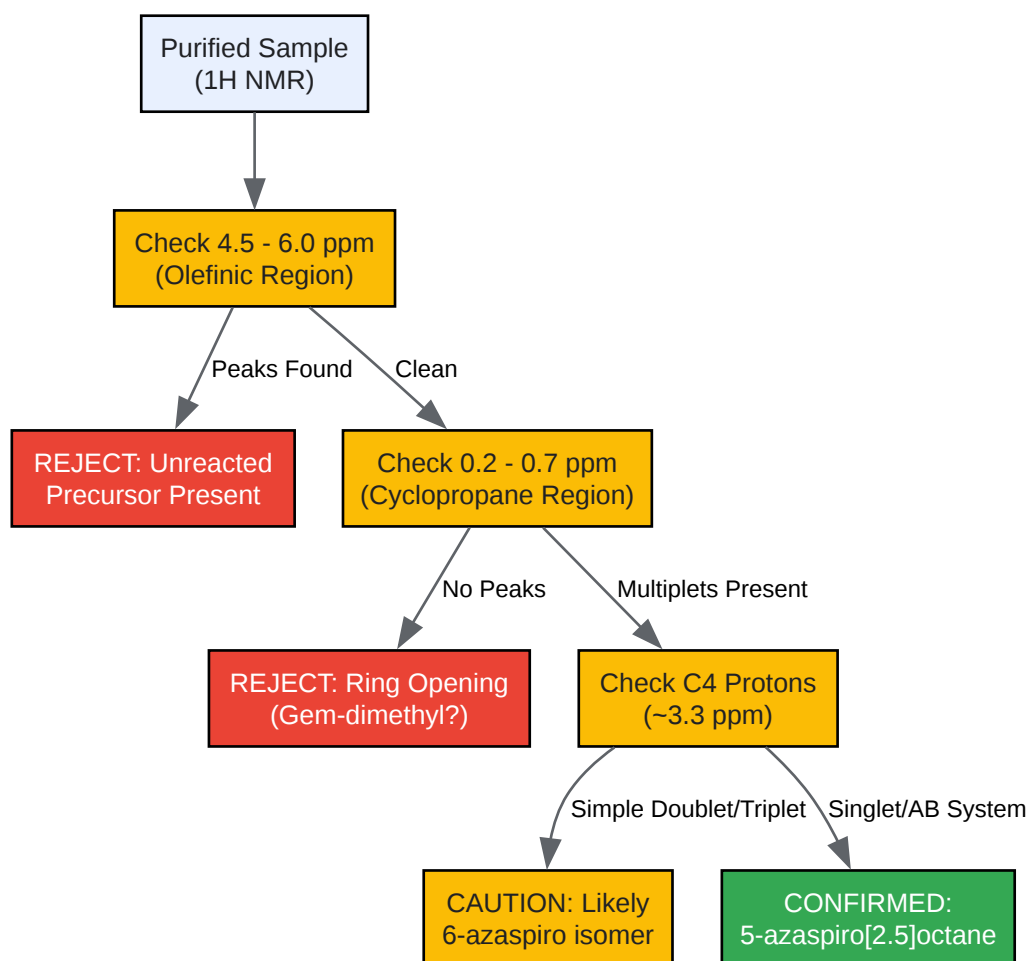 Purified Sample
(1H NMR)
Check 4.5 - 6.0 ppm
(Olefinic Region)
Peaks Found
Clean
REJECT: Unreacted
Precursor Present
Check 0.2 - 0.7 ppm
(Cyclopropane Region)
No Peaks
Multiplets Present
REJECT: Ring Opening
(Gem-dimethyl?)
Check C4 Protons
(~3.3 ppm)
Simple Doublet/Triplet
Singlet/AB System
CAUTION: Likely
6-azaspiro isomer
CONFIRMED:
5-azaspiro[2.5]octane